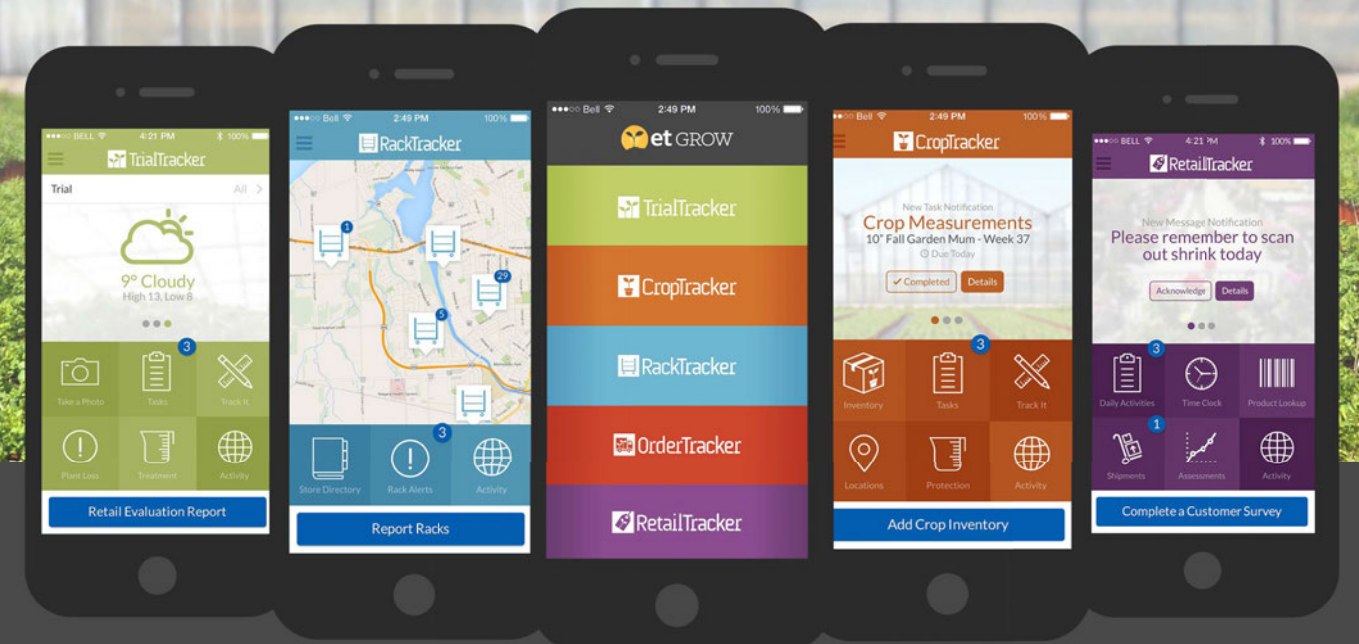 BELL 4:21 PM 100%
TrialTracker
Trial All >
9° Cloudy
High 13, Low 8
3
Take a Photo Tasks Track It
Plant Loss Treatment Activity
Retail Evaluation Report
Bell 2:49 PM 100%
RackTracker
1
29
5
3
Store Directory Rack Alerts Activity
Report Racks
Bell 2:49 PM 100%
et GROW
TrialTracker
CropTracker
RackTracker
OrderTracker
RetailTracker
Bell 2:49 PM 100%
CropTracker
New Task Notification
Crop Measurements
10" Fall Garden Mum - Week 37
Due Today
Completed Details
3
Inventory Tasks Track It
Locations Protection Activity
Add Crop Inventory
BELL 4:21 PM 100%
RetailTracker
New Message Notification
Please remember to scan
out shrink today
Acknowledge Details
3
Daily Activities Time Clock Product Lookup
1
Shipments Assessments Activity
Complete a Customer Survey